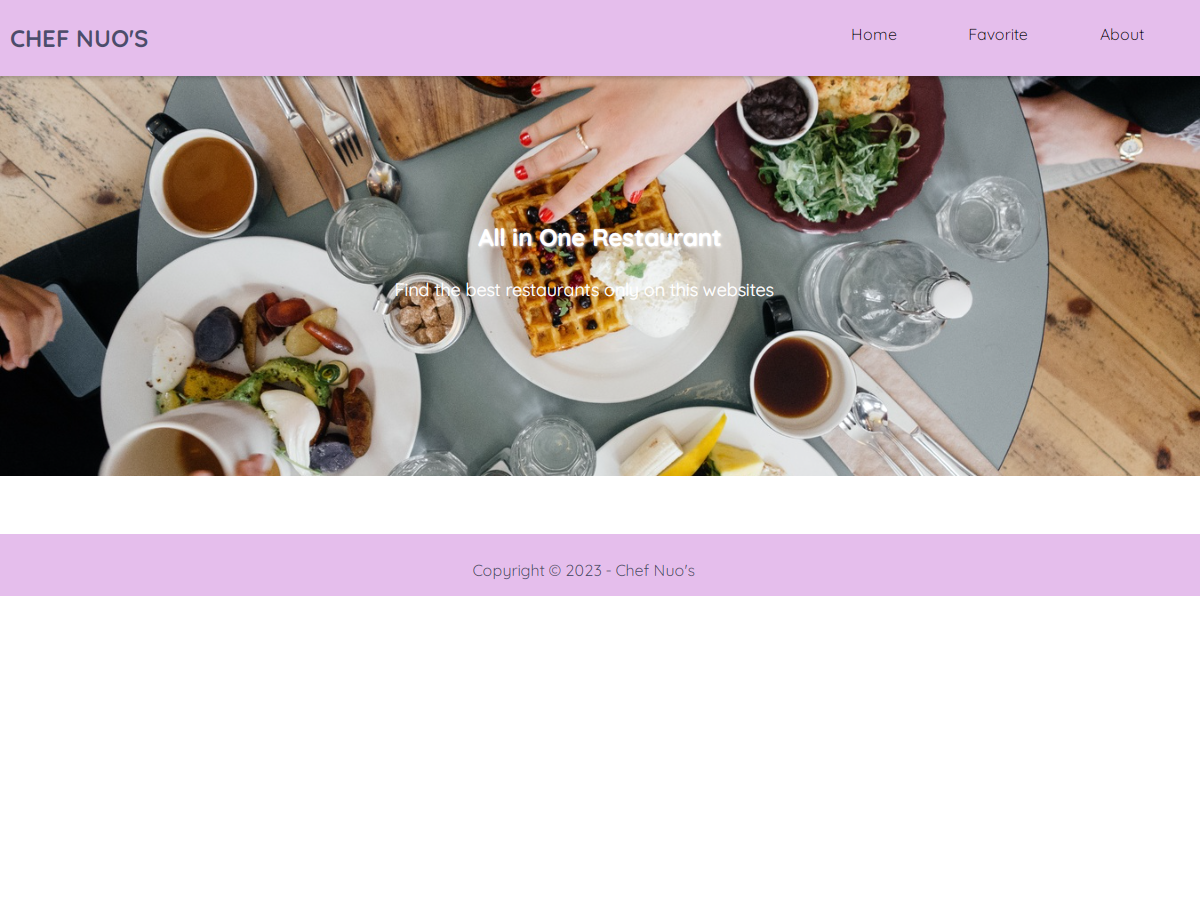 CHEF NUO'S
Home
Favorite
About
All in One Restaurant
Find the best restaurants only on this websites
Copyright © 2023 - Chef Nuo's